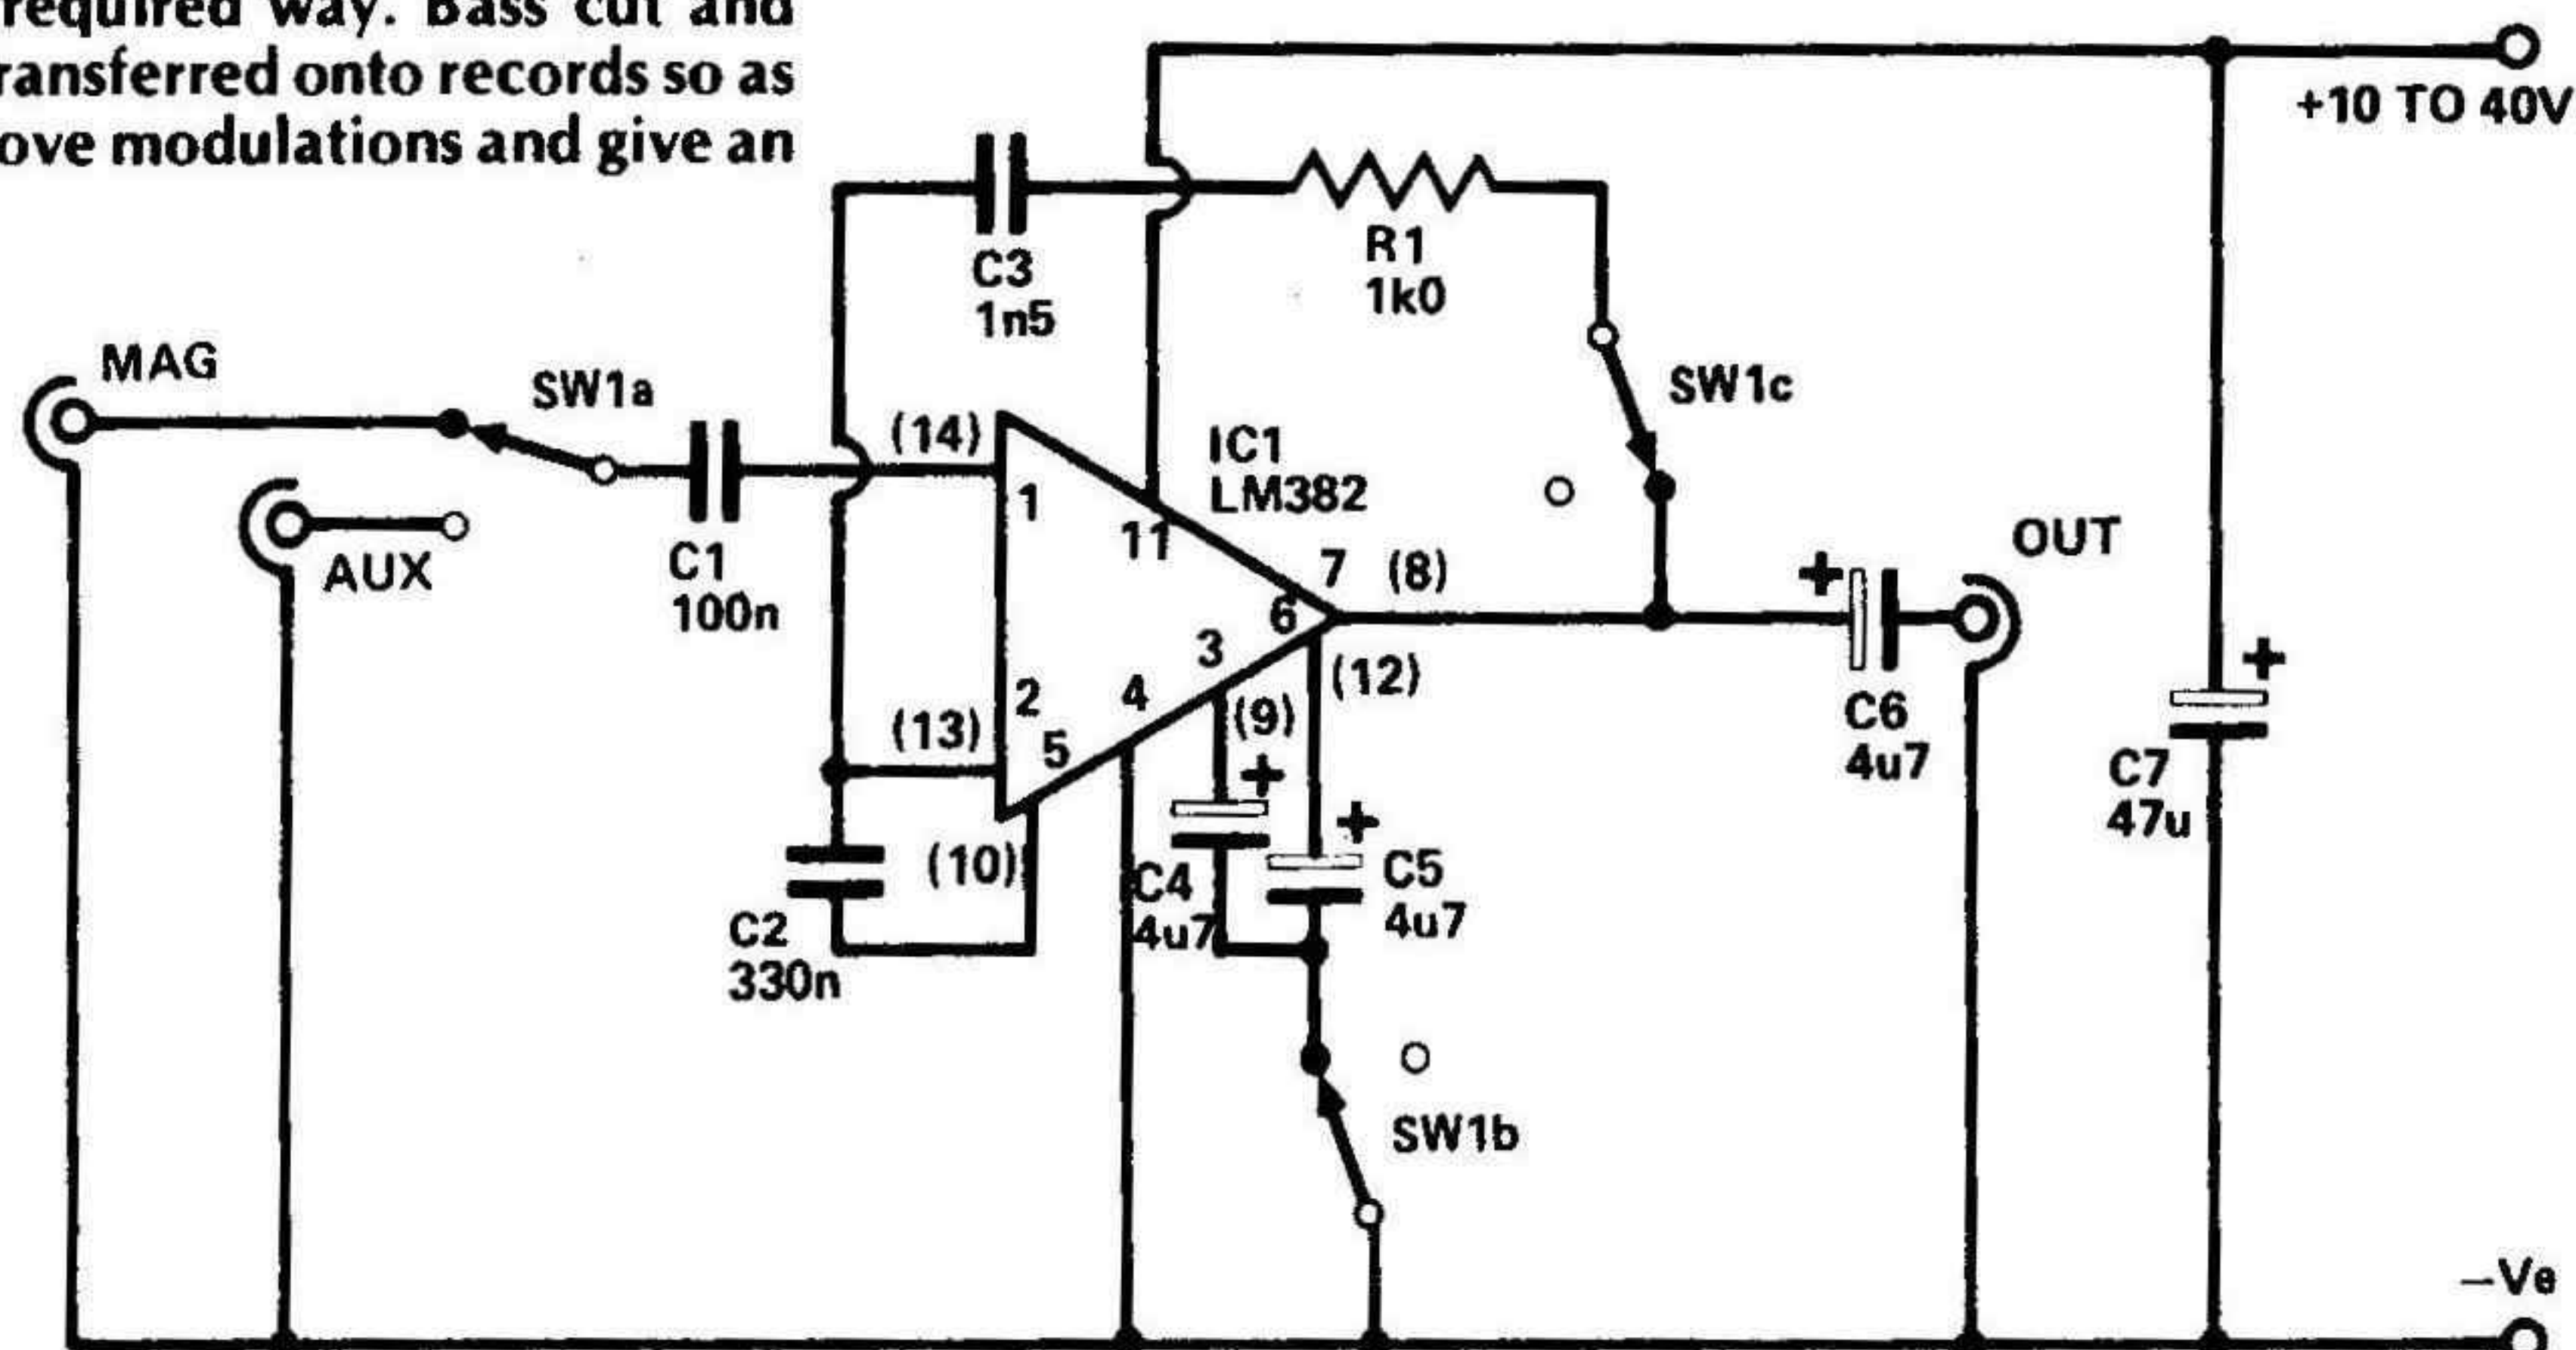 required way. Bass cut and
ransferred onto records so as
ove modulations and give an
+10 TO 40V
C3
1n5
R1
1k0
MAG
SW1a
SW1c
(14)
IC1
LM382
1
11
AUX
C1
100n
7
(8)
OUT
6
+
3
(12)
2
4
(9)
(13)
5
+
C6
4u7
+
C7
47u
+
(10)
C4
4u7
C5
4u7
C2
330n
SW1b
–Ve